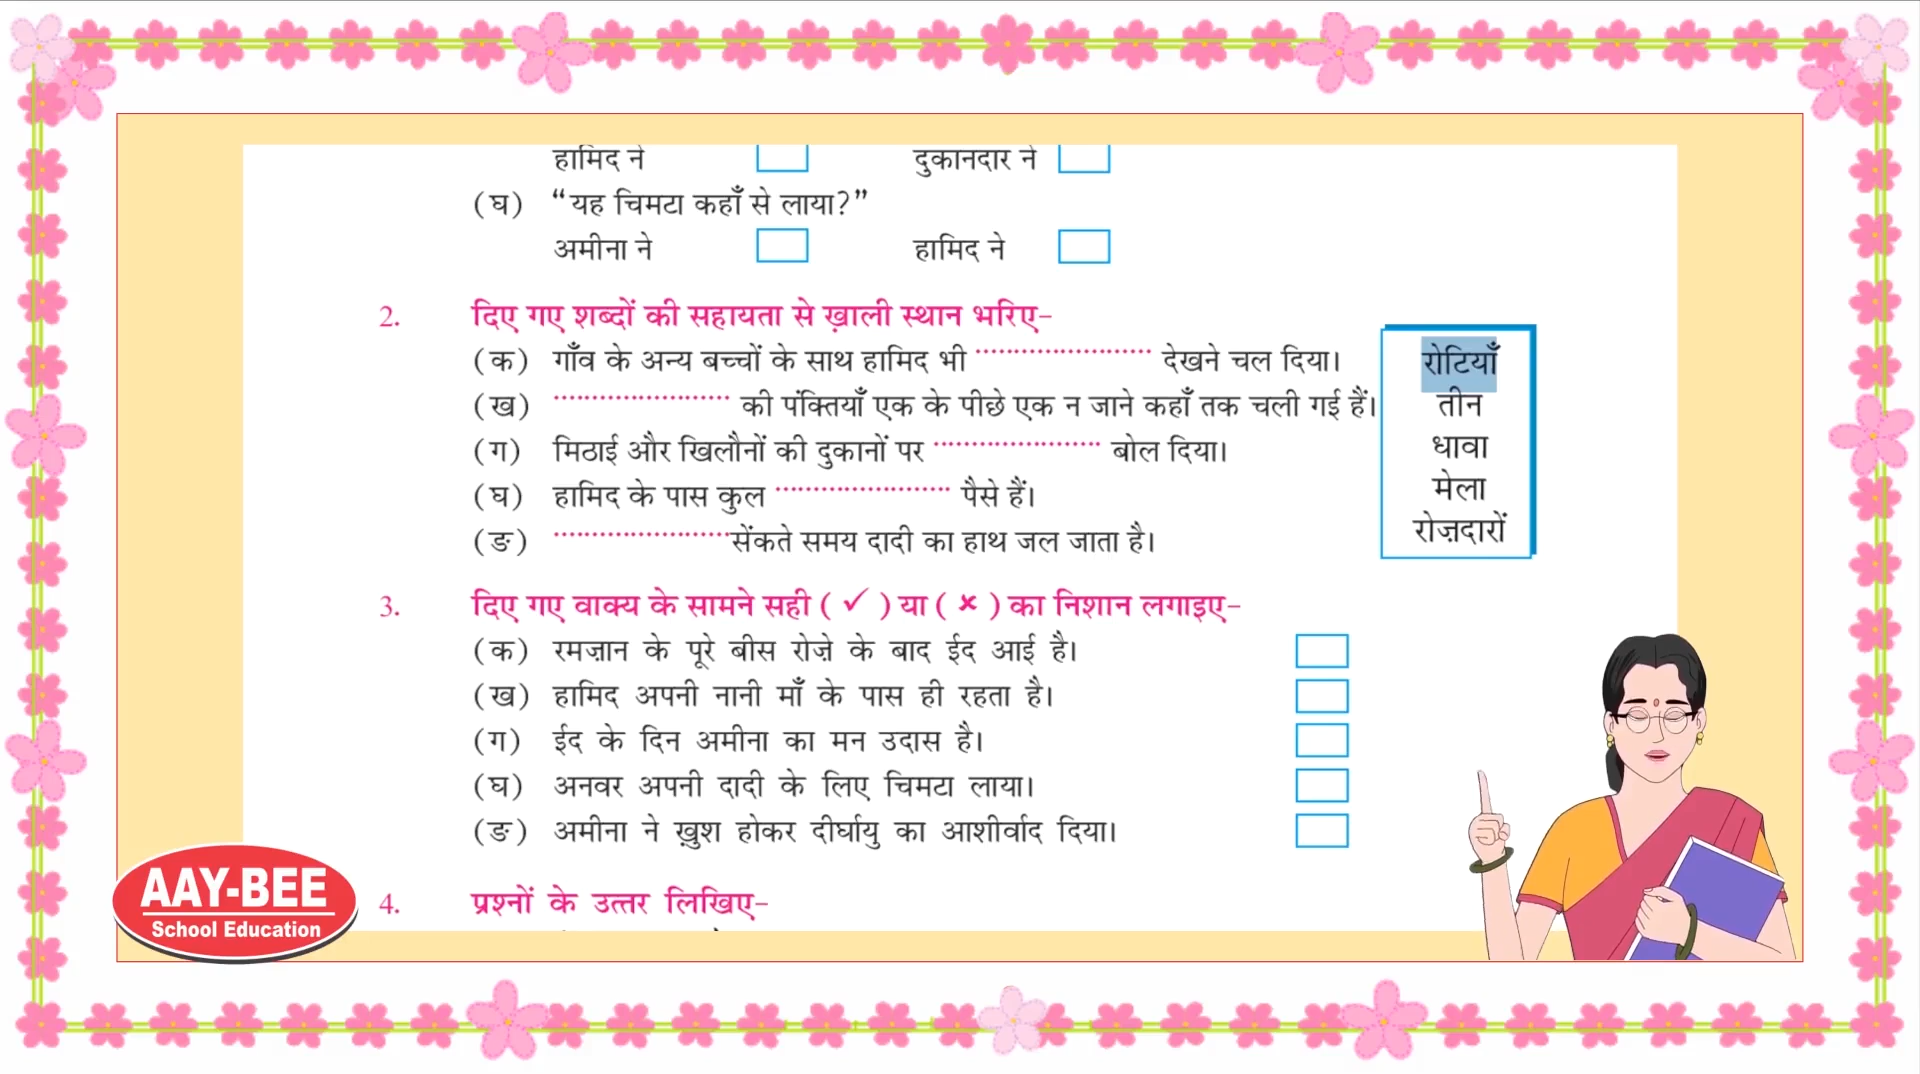 हामिद ने दुकानदार ने
(घ) “यह चिमटा कहाँ से लाया?”
अमीना ने हामिद ने
2. दिए गए शब्दों की सहायता से ख़ाली स्थान भरिए-
(क) गाँव के अन्य बच्चों के साथ हामिद भी ........................ देखने चल दिया।
(ख) ........................ की पंक्तियाँ एक के पीछे एक न जाने कहाँ तक चली गई हैं।
(ग) मिठाई और खिलौनों की दुकानों पर ........................ बोल दिया।
(घ) हामिद के पास कुल ........................ पैसे हैं।
(ङ) ........................ सेंकते समय दादी का हाथ जल जाता है।
रोटियाँ
तीन
धावा
मेला
रोज़दारों
3. दिए गए वाक्य के सामने सही ( ✓ ) या ( ✗ ) का निशान लगाइए-
(क) रमज़ान के पूरे बीस रोज़े के बाद ईद आई है।
(ख) हामिद अपनी नानी माँ के पास ही रहता है।
(ग) ईद के दिन अमीना का मन उदास है।
(घ) अनवर अपनी दादी के लिए चिमटा लाया।
(ङ) अमीना ने ख़ुश होकर दीर्घायु का आशीर्वाद दिया।
4. प्रश्नों के उत्तर लिखिए-
AAY-BEE
School Education